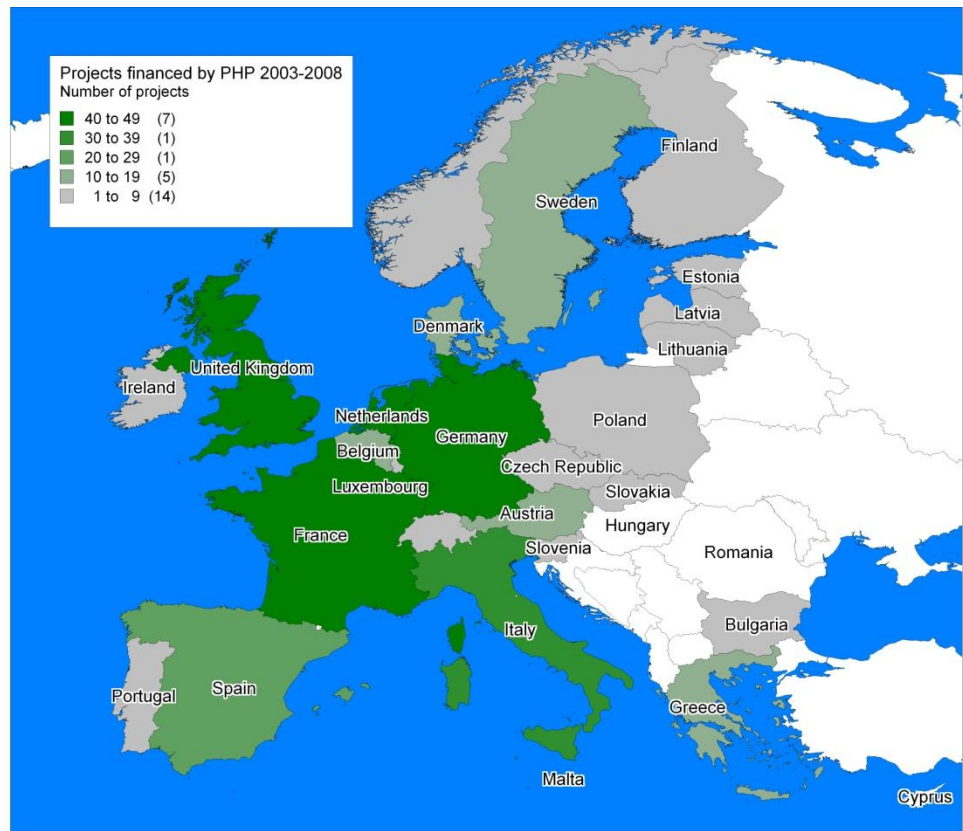 Projects financed by PHP 2003-2008
Number of projects
40 to 49 (7)
30 to 39 (1)
20 to 29 (1)
10 to 19 (5)
1 to 9 (14)
Finland
Sweden
Estonia
Latvia
Denmark
Lithuania
United Kingdom
Ireland
Netherlands
Poland
Germany
Belgium
Czech Republic
Luxembourg
Slovakia
Austria
Hungary
France
Slovenia
Romania
Bulgaria
Italy
Spain
Portugal
Greece
Malta
Cyprus